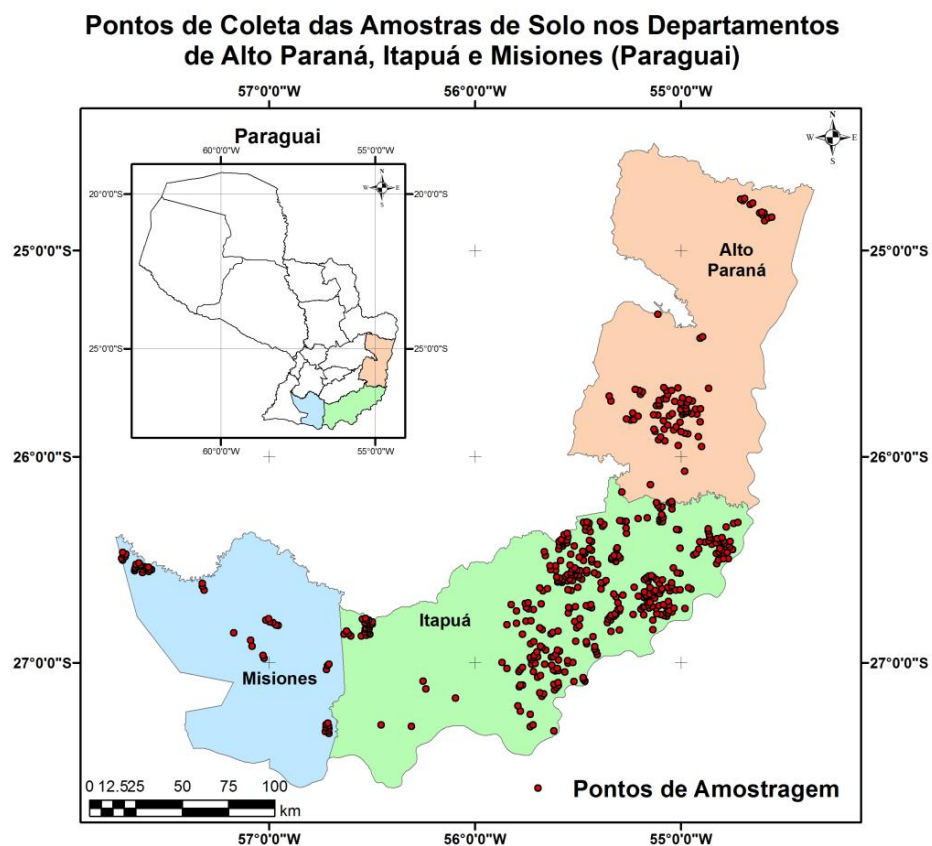 Pontos de Coleta das Amostras de Solo nos Departamentos
de Alto Paraná, Itapuá e Misiones (Paraguai)
57°0'0"W 56°0'0"W 55°0'0"W
N
W E
S
Paraguai
60°0'0"W 55°0'0"W
N
W E
S
20°0'0"S 20°0'0"S
25°0'0"S 25°0'0"S
60°0'0"W 55°0'0"W
25°0'0"S 25°0'0"S
Alto
Paraná
26°0'0"S 26°0'0"S
Itapuá
27°0'0"S 27°0'0"S
Misiones
0 12.525 50 75 100
km
Pontos de Amostragem
57°0'0"W 56°0'0"W 55°0'0"W